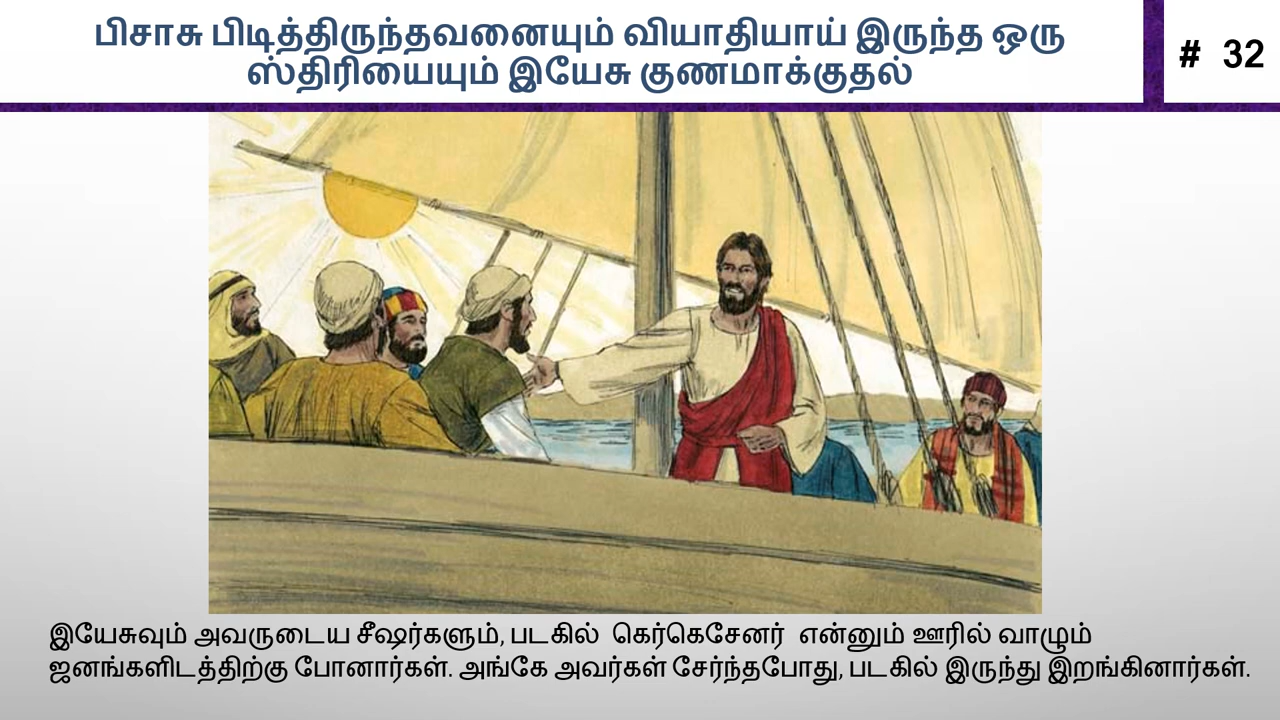 பிசாசு பிடித்திருந்தவனையும் வியாதியாய் இருந்த ஒரு
ஸ்திரியையும் இயேசு குணமாக்குதல்
# 32
இயேசுவும் அவருடைய சீஷர்களும், படகில் கெர்கெசேனர் என்னும் ஊரில் வாழும்
ஜனங்களிடத்திற்கு போனார்கள். அங்கே அவர்கள் சேர்ந்தபோது, படகில் இருந்து இறங்கினார்கள்.